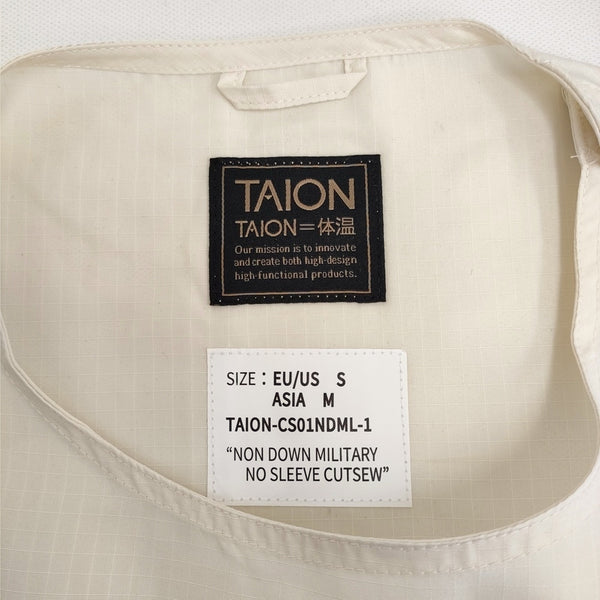 TAION
TAION=体温
Our mission is to innovate
and create both high-design
high-functional products.
SIZE : EU/US S
ASIA M
TAION-CS01NDML-1
“NON DOWN MILITARY
NO SLEEVE CUTSEW”